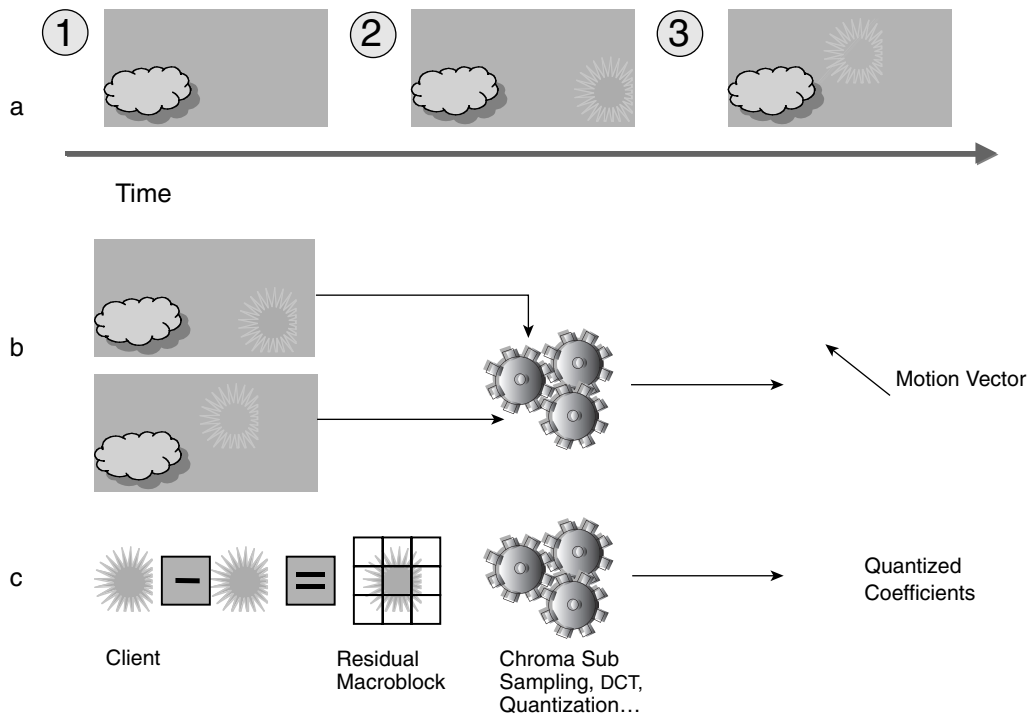 1
2
3
a
Time
b
Motion Vector
c
Quantized
Coefficients
Client
Residual
Macroblock
Chroma Sub
Sampling, DCT,
Quantization...